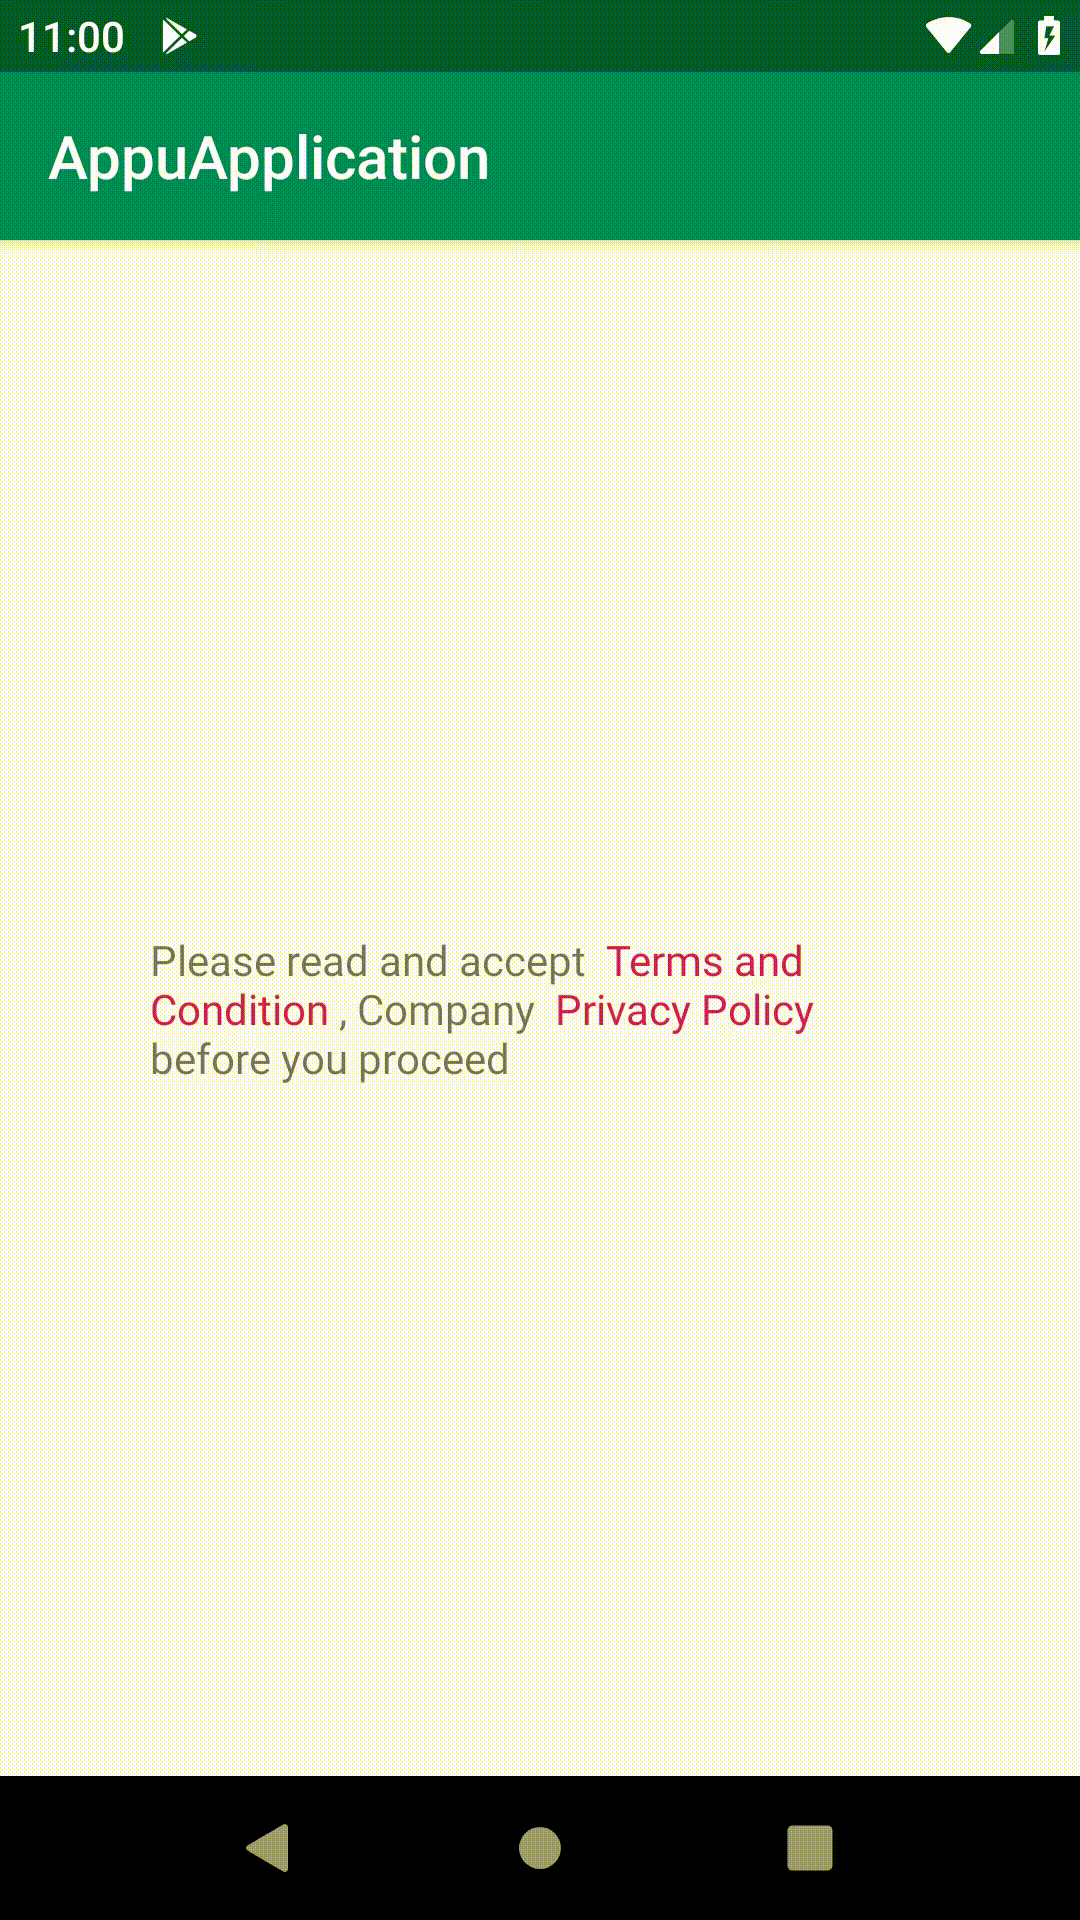 11:00
AppuApplication
Please read and accept  Terms and
Condition , Company  Privacy Policy
before you proceed